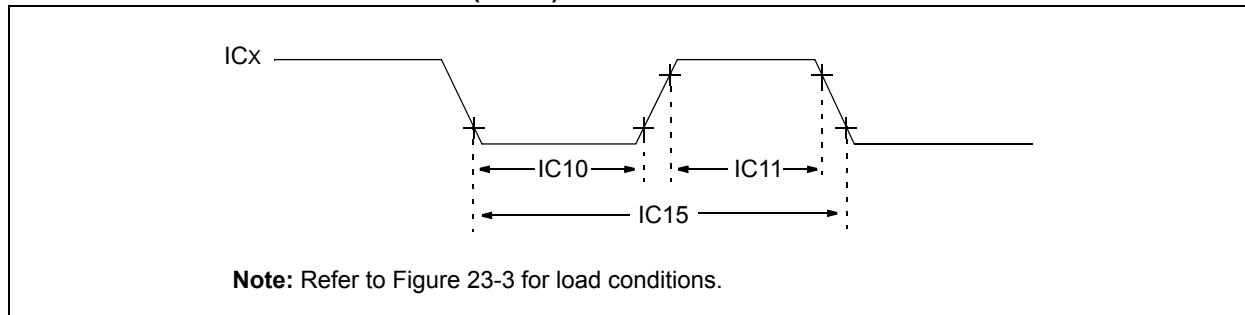 ICX
IC10
IC11
IC15
Note: Refer to Figure 23-3 for load conditions.